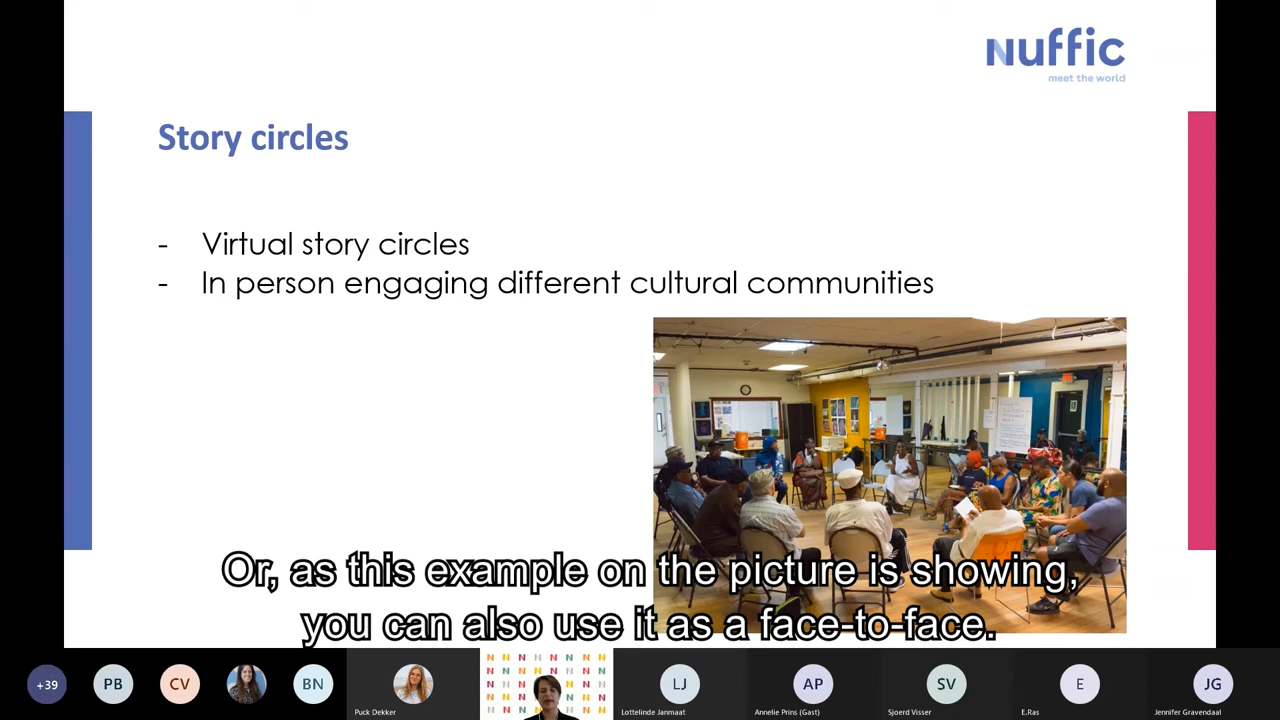 Nuffic
meet the world
Story circles
- Virtual story circles
- In person engaging different cultural communities
Or, as this example on the picture is showing,
you can also use it as a face-to-face.
+39
PB
CV
BN
Puck Dekker
LJ
Lottelinde Janmaat
AP
Annelie Prins (Gast)
SV
Sjoerd Visser
E
E.Ras
JG
Jennifer Gravendaal